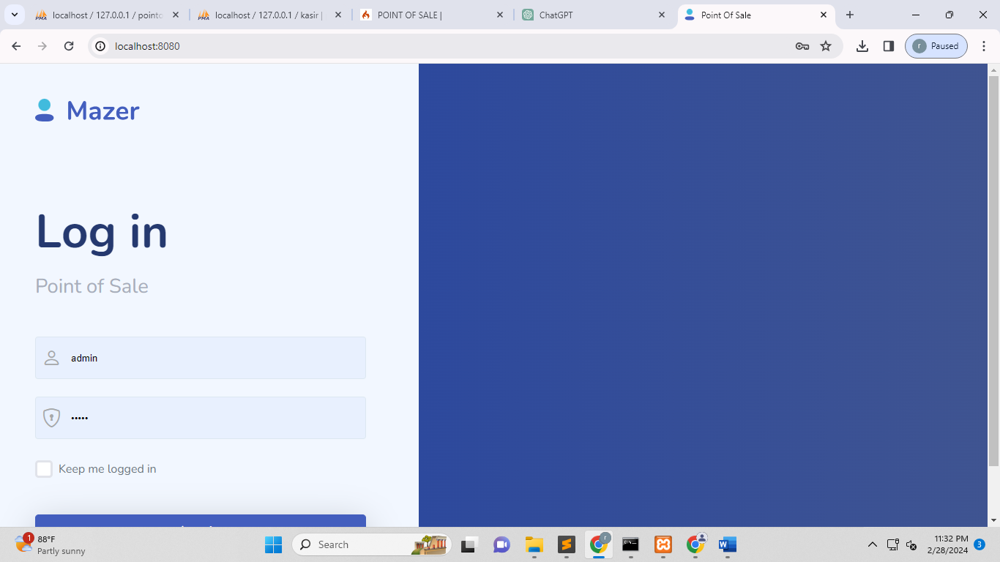 localhost / 127.0.0.1 / pointo
localhost / 127.0.0.1 / kasir |
POINT OF SALE |
ChatGPT
Point Of Sale
localhost:8080
r
Paused
Mazer
Log in
Point of Sale
admin
Keep me logged in
1
88°F
Partly sunny
Search
r
11:32 PM
2/28/2024
3